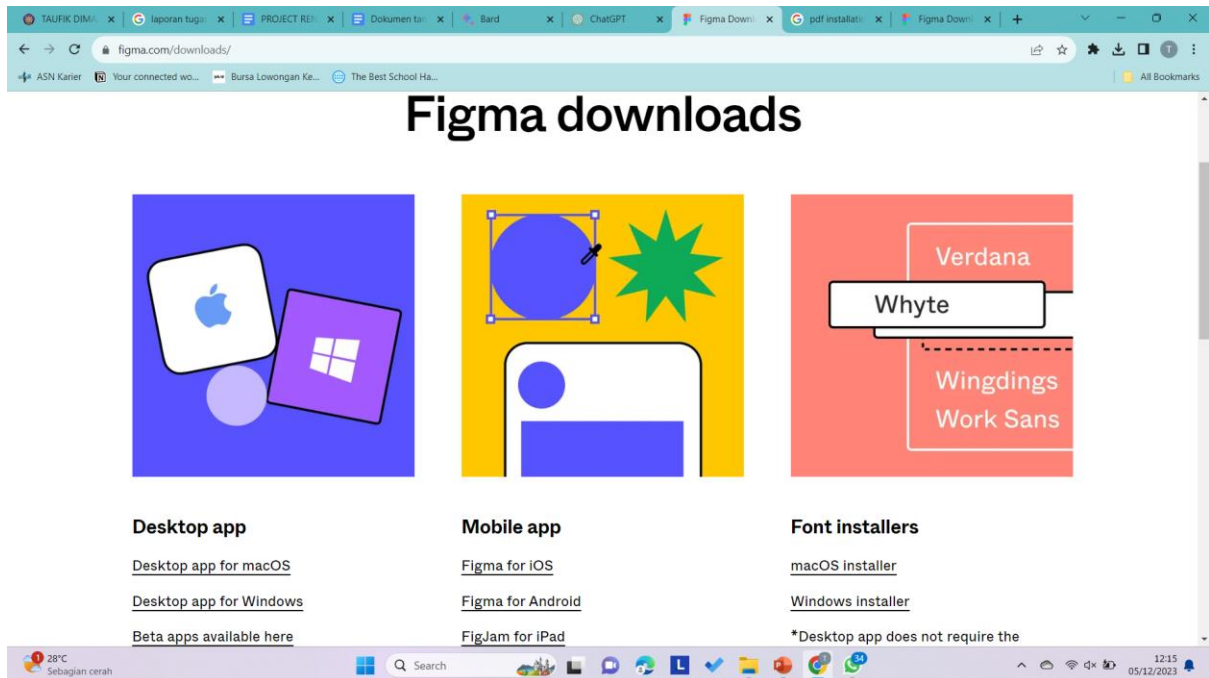 TAUFIK DIMA
laporan tuga
PROJECT REN
Dokumen tan
Bard
ChatGPT
Figma Down
pdf installatic
Figma Down
figma.com/downloads/
T
ASN Karier
Your connected wo...
Bursa Lowongan Ke...
The Best School Ha...
All Bookmarks
Figma downloads
Verdana
Whyte
Wingdings
Work Sans
Desktop app
Desktop app for macOS
Desktop app for Windows
Beta apps available here
Mobile app
Figma for iOS
Figma for Android
FigJam for iPad
Font installers
macOS installer
Windows installer
*Desktop app does not require the
1
28°C
Sebagian cerah
Search
L
34
12:15
05/12/2023